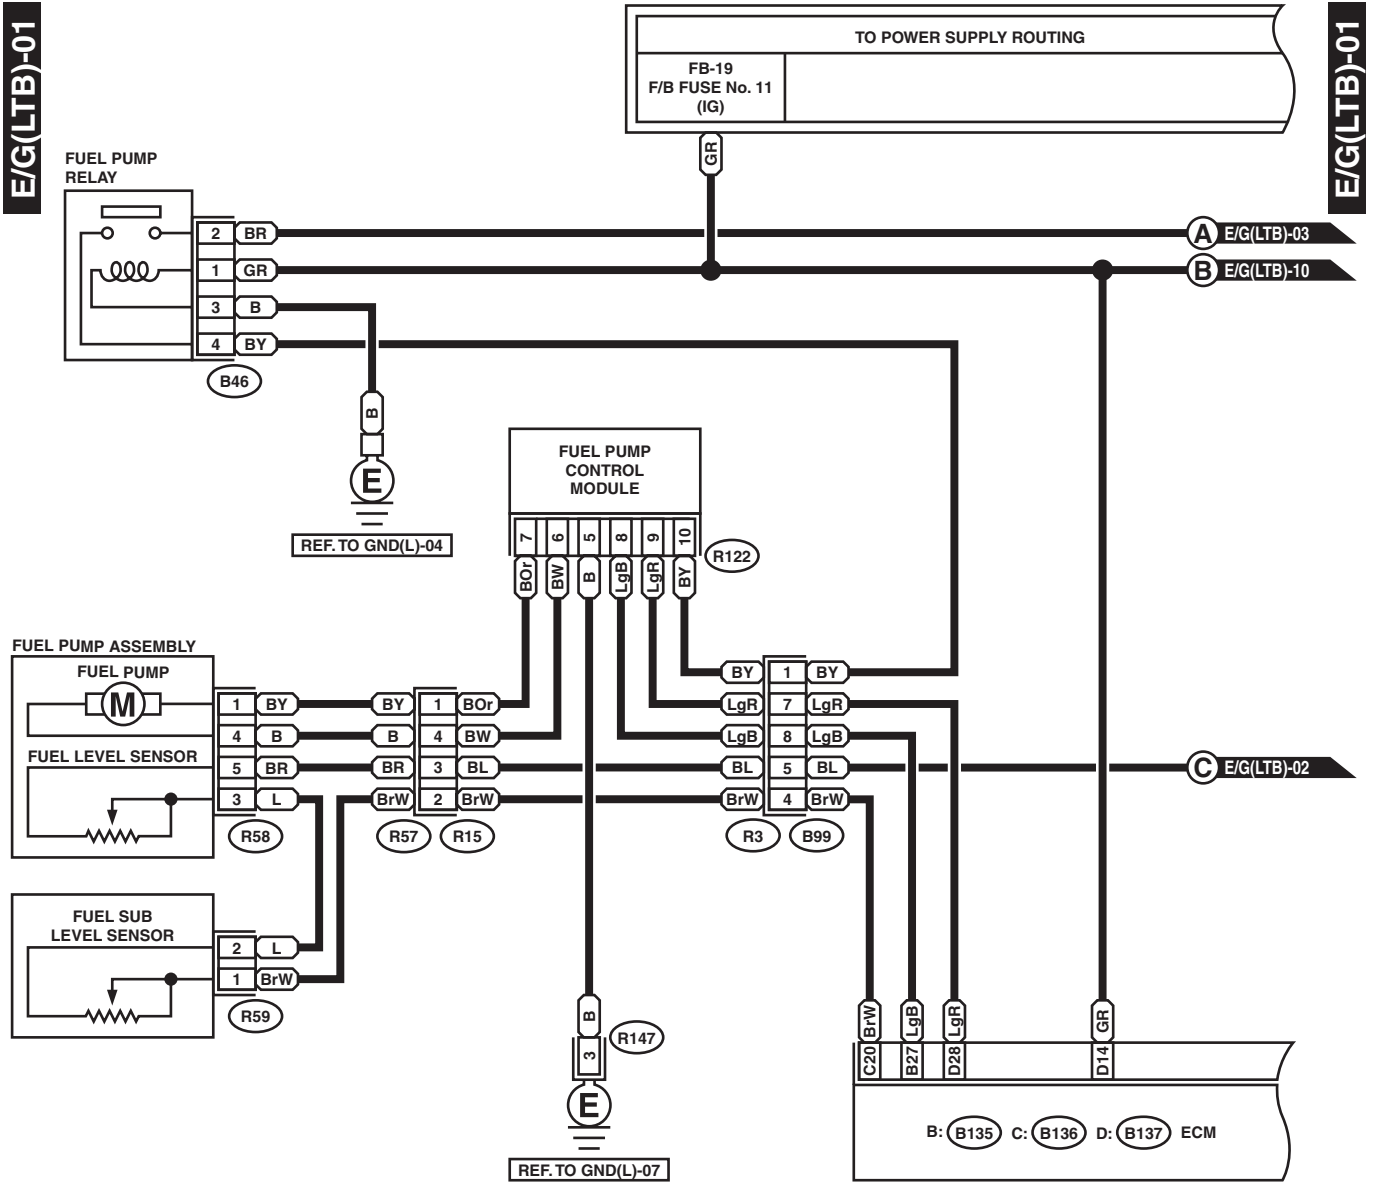 E/G(LTB)-01
E/G(LTB)-01
TO POWER SUPPLY ROUTING
FB-19
F/B FUSE No. 11
(IG)
GR
FUEL PUMP
RELAY
2 BR
A E/G(LTB)-03
1 GR
B E/G(LTB)-10
3 B
4 BY
B46
B
E
REF. TO GND(L)-04
FUEL PUMP
CONTROL
MODULE
7 6 5 8 9 10
R122
BOr BW B LgB LgR BY
FUEL PUMP ASSEMBLY
FUEL PUMP
M
BY 1 BY
1 BY BY 1 BOr LgR 7 LgR
4 B B 4 BW LgB 8 LgB
FUEL LEVEL SENSOR
5 BR BR 3 BL BL 5 BL
C E/G(LTB)-02
3 L BrW 2 BrW BrW 4 BrW
R58 R57 R15 R3 B99
FUEL SUB
LEVEL SENSOR
2 L
1 BrW
R59
B
R147
3
E
REF. TO GND(L)-07
BrW LgB LgR GR
C20 B27 D28 D14
B: B135 C: B136 D: B137 ECM